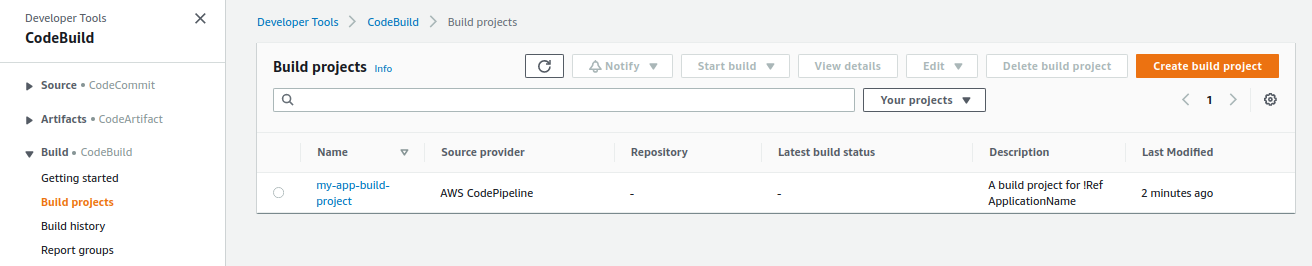 Developer Tools
CodeBuild
Source • CodeCommit
Artifacts • CodeArtifact
Build • CodeBuild
Getting started
Build projects
Build history
Report groups
Developer Tools > CodeBuild > Build projects
Build projects Info
Notify
Start build
View details
Edit
Delete build project
Create build project
Your projects
1
Name Source provider Repository Latest build status Description Last Modified
my-app-build-
project
AWS CodePipeline
-
-
A build project for !Ref
ApplicationName
2 minutes ago